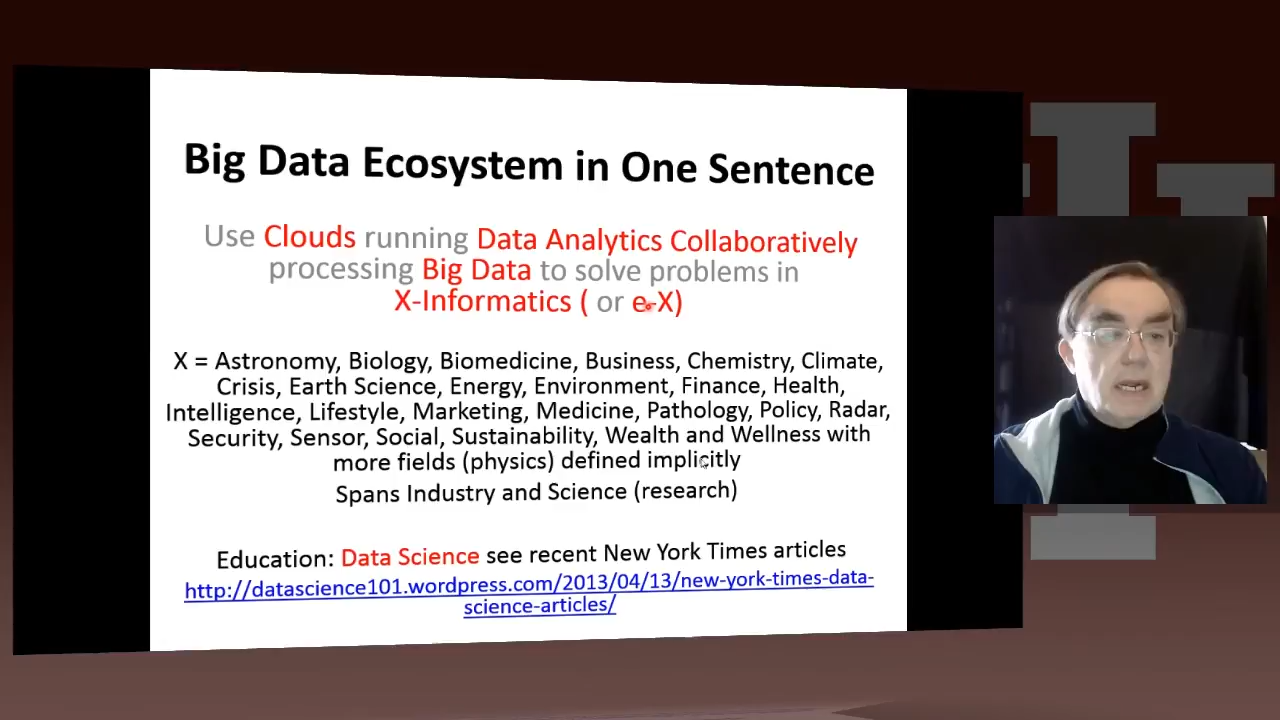 Big Data Ecosystem in One Sentence
Use Clouds running Data Analytics Collaboratively
processing Big Data to solve problems in
X-Informatics ( or e-X)
X = Astronomy, Biology, Biomedicine, Business, Chemistry, Climate,
Crisis, Earth Science, Energy, Environment, Finance, Health,
Intelligence, Lifestyle, Marketing, Medicine, Pathology, Policy, Radar,
Security, Sensor, Social, Sustainability, Wealth and Wellness with
more fields (physics) defined implicitly
Spans Industry and Science (research)
Education: Data Science see recent New York Times articles
http://datascience101.wordpress.com/2013/04/13/new-york-times-data-
science-articles/